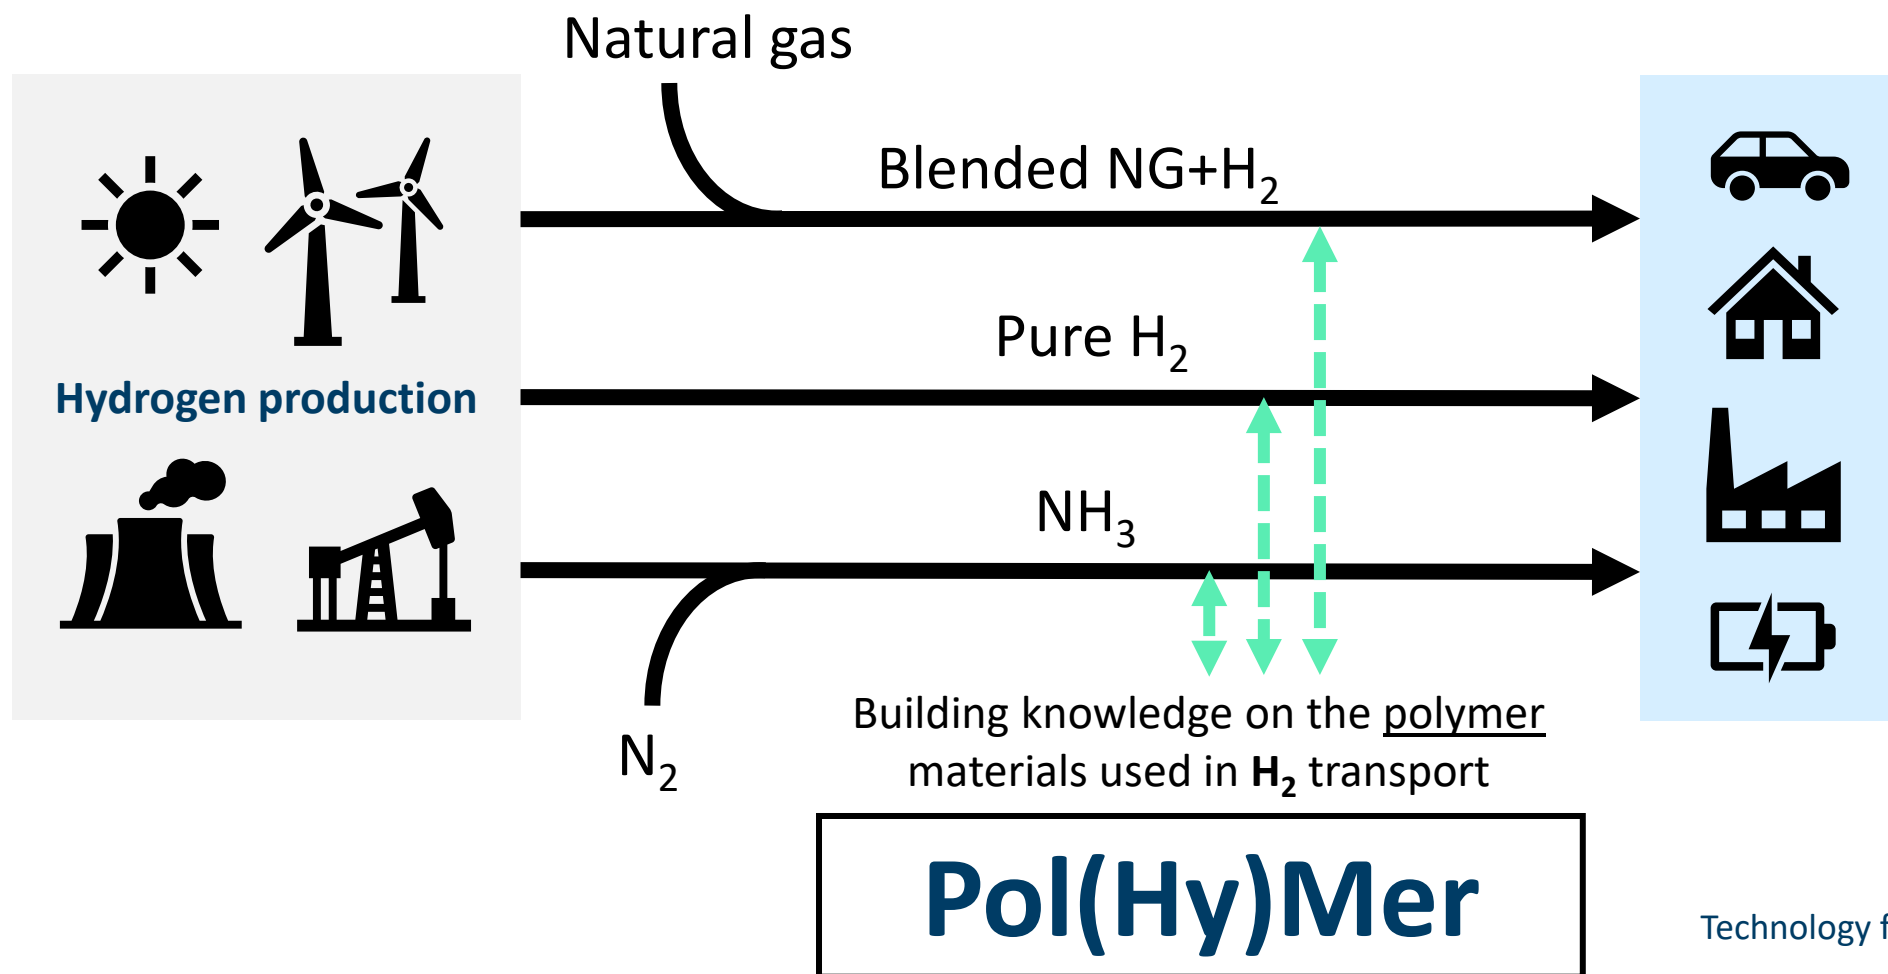 Natural gas
Blended NG+H₂
Pure H₂
Hydrogen production
NH₃
N₂
Building knowledge on the polymer
materials used in H₂ transport
Pol(Hy)Mer
Technology f